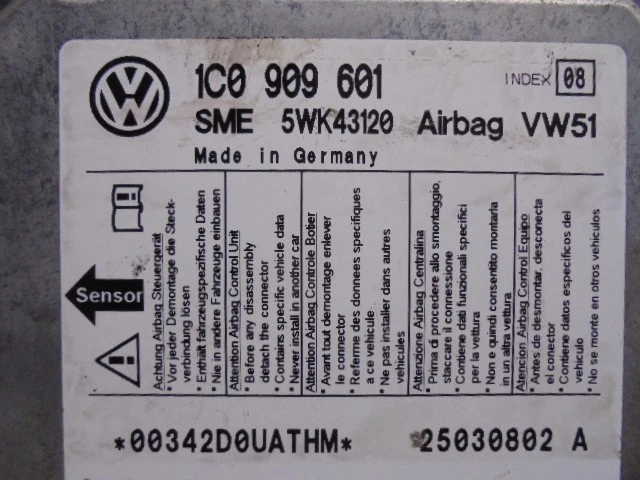 1C0 909 601
INDEX 08
SME 5WK43120 Airbag VW51
Made in Germany
Sensor
Achtung Airbag Steuergerät
• Vor jeder Demontage die Steck-
verbindung lösen
• Enthält fahrzeugspezifische Daten
• Nie in andere Fahrzeuge einbauen
Attention Airbag Control Unit
• Before any disassembly
detach the connector
• Contains specific vehicle data
• Never install in another car
Attention Airbag Controle Boitier
• Avant tout demontage enlever
le connector
• Referme des donnees specifiques
a ce vehicule
• Ne pas installer dans autres
vehicules
Attenzione Airbag Centralina
• Prima di procedere allo smontaggio,
staccare il connessione
• Contiene dati funzionali specifici
per la vettura
• Non e quindi consentito montarla
in un altra vettura
Atencion Airbag Control Equipo
• Antes de desmontar, desconecta
el conector
• Contiene datos especificos del
vehiculo
• No se monte en otros vehiculos
*00342D0UATHM*
25030802 A